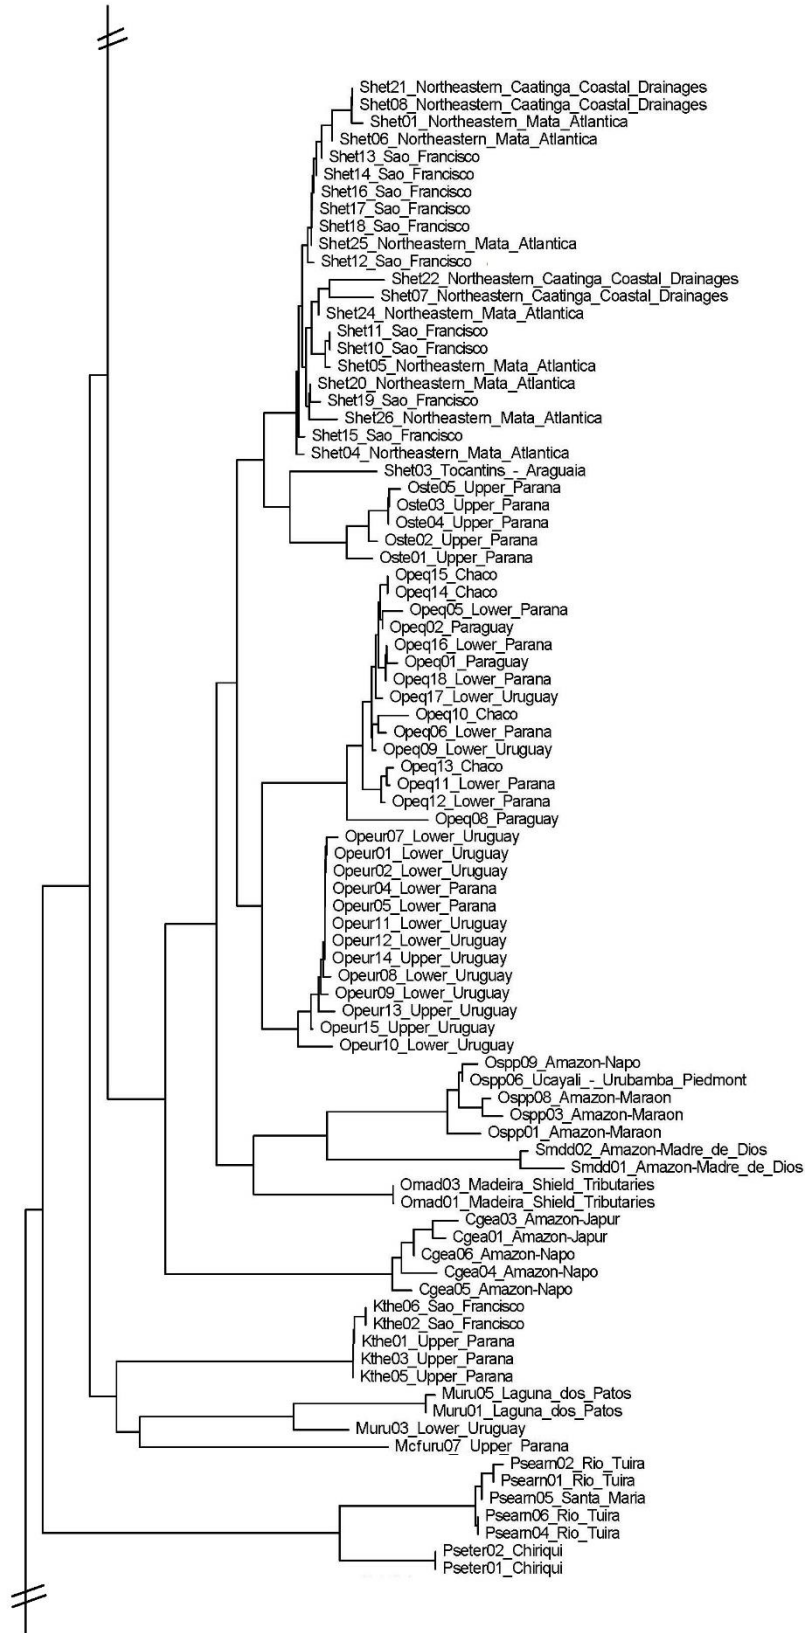 Shet21_Northeastern_Caatinga_Coastal_Drainages
Shet08_Northeastern_Caatinga_Coastal_Drainages
Shet01_Northeastern_Mata_Atlantica
Shet06_Northeastern_Mata_Atlantica
Shet13_Sao_Francisco
Shet14_Sao_Francisco
Shet16_Sao_Francisco
Shet17_Sao_Francisco
Shet18_Sao_Francisco
Shet25_Northeastern_Mata_Atlantica
Shet12_Sao_Francisco
Shet22_Northeastern_Caatinga_Coastal_Drainages
Shet07_Northeastern_Caatinga_Coastal_Drainages
Shet24_Northeastern_Mata_Atlantica
Shet11_Sao_Francisco
Shet10_Sao_Francisco
Shet05_Northeastern_Mata_Atlantica
Shet20_Northeastern_Mata_Atlantica
Shet19_Sao_Francisco
Shet26_Northeastern_Mata_Atlantica
Shet15_Sao_Francisco
Shet04_Northeastern_Mata_Atlantica
Shet03_Tocantins_-_Araguaia
Oste05_Upper_Parana
Oste03_Upper_Parana
Oste04_Upper_Parana
Oste02_Upper_Parana
Oste01_Upper_Parana
Opeq15_Chaco
Opeq14_Chaco
Opeq05_Lower_Parana
Opeq02_Paraguay
Opeq16_Lower_Parana
Opeq01_Paraguay
Opeq18_Lower_Parana
Opeq17_Lower_Uruguay
Opeq10_Chaco
Opeq06_Lower_Parana
Opeq09_Lower_Uruguay
Opeq13_Chaco
Opeq11_Lower_Parana
Opeq12_Lower_Parana
Opeq08_Paraguay
Opeur07_Lower_Uruguay
Opeur01_Lower_Uruguay
Opeur02_Lower_Uruguay
Opeur04_Lower_Parana
Opeur05_Lower_Parana
Opeur11_Lower_Uruguay
Opeur12_Lower_Uruguay
Opeur14_Upper_Uruguay
Opeur08_Lower_Uruguay
Opeur09_Lower_Uruguay
Opeur13_Upper_Uruguay
Opeur15_Upper_Uruguay
Opeur10_Lower_Uruguay
Ospp09_Amazon-Napo
Ospp06_Ucayali_-_Urubamba_Piedmont
Ospp08_Amazon-Maraon
Ospp03_Amazon-Maraon
Ospp01_Amazon-Maraon
Smdd02_Amazon-Madre_de_Dios
Smdd01_Amazon-Madre_de_Dios
Omad03_Madeira_Shield_Tributaries
Omad01_Madeira_Shield_Tributaries
Cgea03_Amazon-Japur
Cgea01_Amazon-Japur
Cgea06_Amazon-Napo
Cgea04_Amazon-Napo
Cgea05_Amazon-Napo
Kthe06_Sao_Francisco
Kthe02_Sao_Francisco
Kthe01_Upper_Parana
Kthe03_Upper_Parana
Kthe05_Upper_Parana
Muru05_Laguna_dos_Patos
Muru01_Laguna_dos_Patos
Muru03_Lower_Uruguay
Mcfuru07_Upper_Parana
Psearn02_Rio_Tuira
Psearn01_Rio_Tuira
Psearn05_Santa_Maria
Psearn06_Rio_Tuira
Psearn04_Rio_Tuira
Pseter02_Chiriqui
Pseter01_Chiriqui